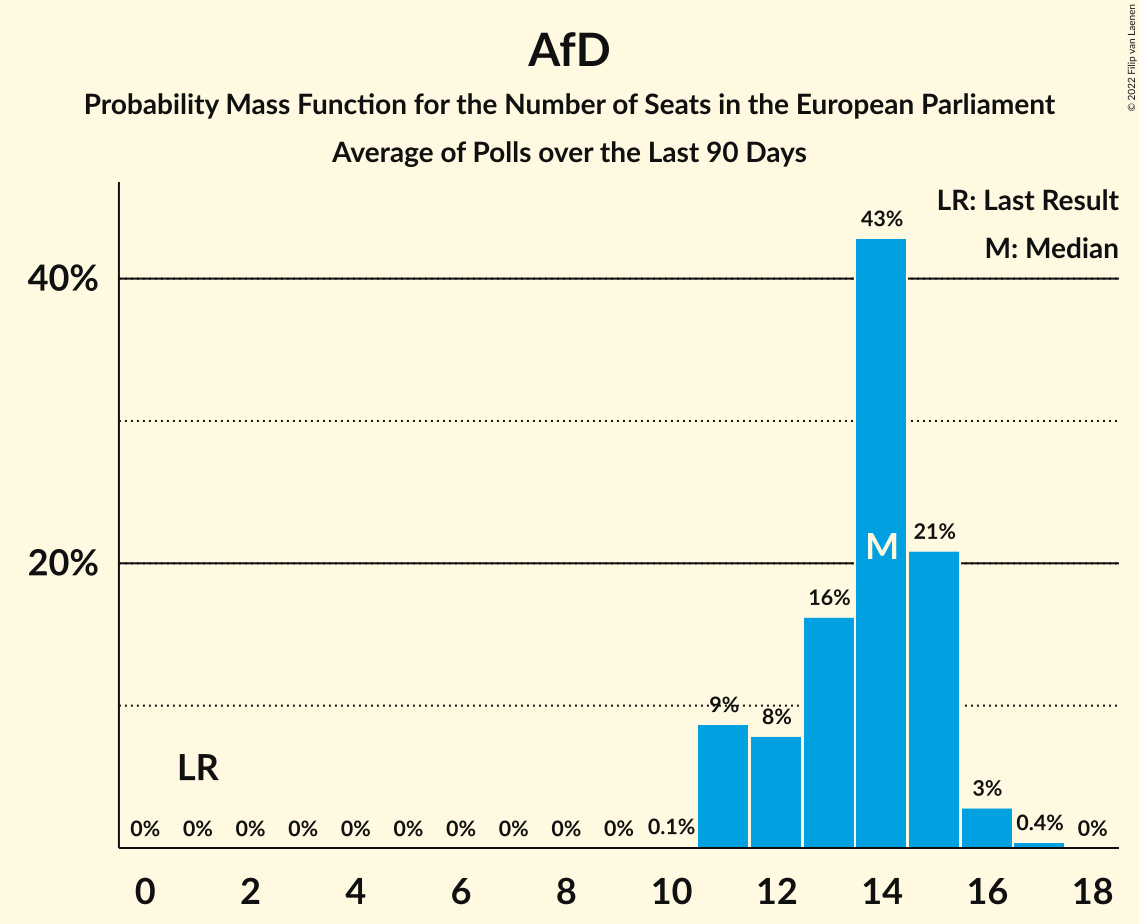 AfD
Probability Mass Function for the Number of Seats in the European Parliament
Average of Polls over the Last 90 Days
© 2022 Filip van Laenen
LR: Last Result
M: Median
43%
40%
M
21%
20%
16%
9%
8%
LR
3%
0% 0% 0% 0% 0% 0% 0% 0% 0% 0% 0.1% 0.4% 0%
0 2 4 6 8 10 12 14 16 18